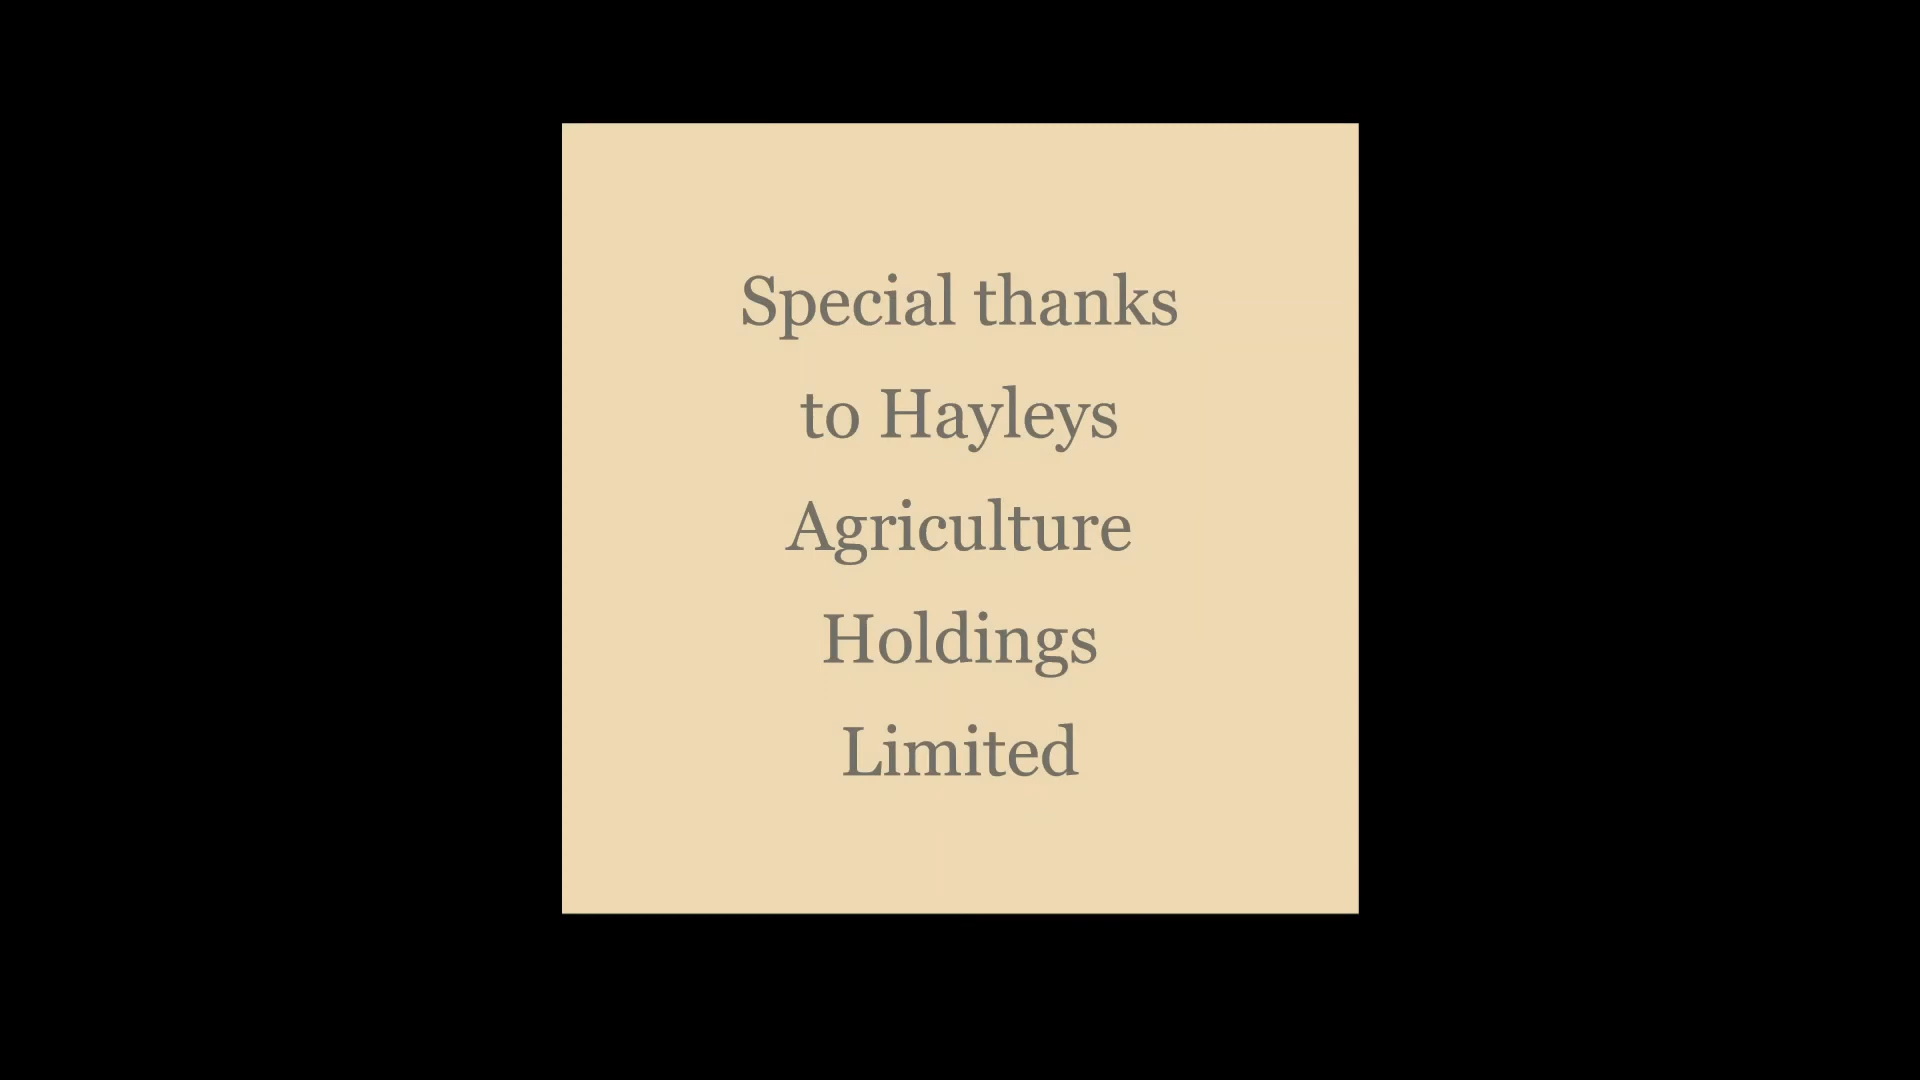 Special thanks
to Hayleys
Agriculture
Holdings
Limited